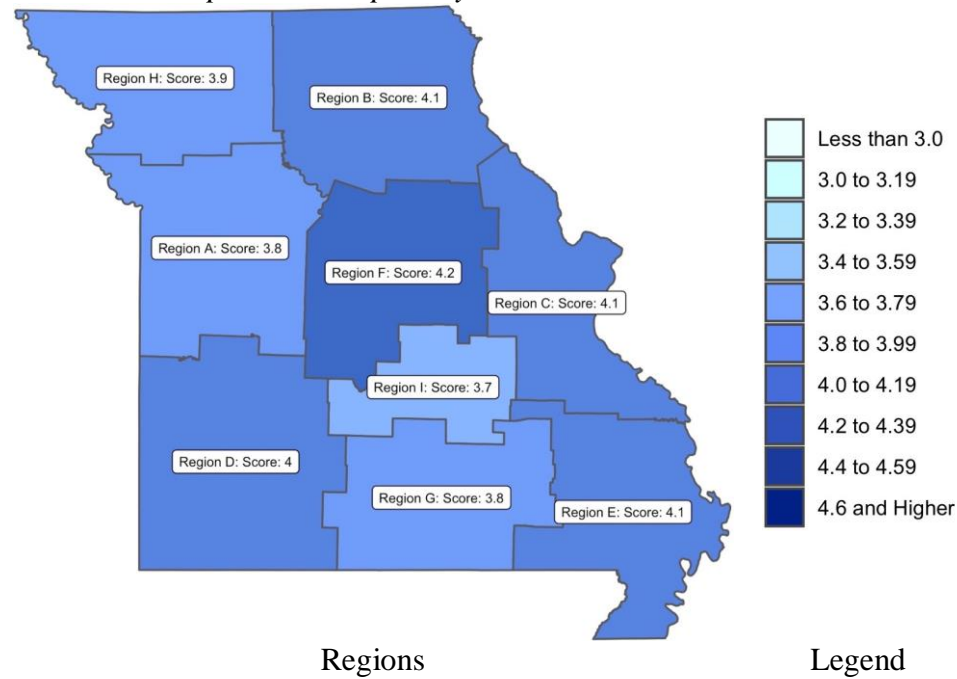 Region H: Score: 3.9
Region B: Score: 4.1
Region A: Score: 3.8
Region F: Score: 4.2
Region C: Score: 4.1
Region I: Score: 3.7
Region D: Score: 4
Region G: Score: 3.8
Region E: Score: 4.1
Less than 3.0
3.0 to 3.19
3.2 to 3.39
3.4 to 3.59
3.6 to 3.79
3.8 to 3.99
4.0 to 4.19
4.2 to 4.39
4.4 to 4.59
4.6 and Higher
Regions
Legend